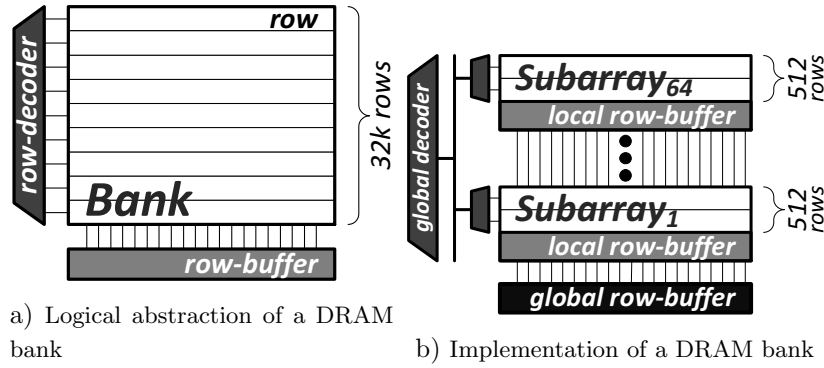 row
row-decoder
32k rows
Bank
row-buffer
a) Logical abstraction of a DRAM
bank
global decoder
Subarray64
512
rows
local row-buffer
Subarray1
512
rows
local row-buffer
global row-buffer
b) Implementation of a DRAM bank